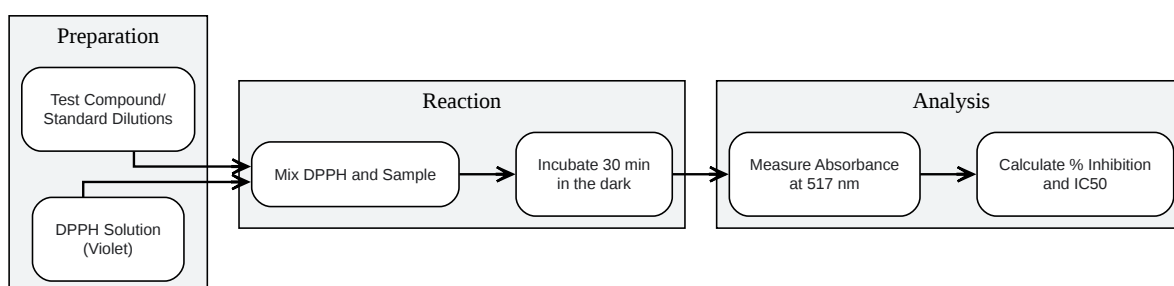 Preparation
Test Compound/
Standard Dilutions
DPPH Solution
(Violet)
Reaction
Mix DPPH and Sample
Incubate 30 min
in the dark
Analysis
Measure Absorbance
at 517 nm
Calculate % Inhibition
and IC50